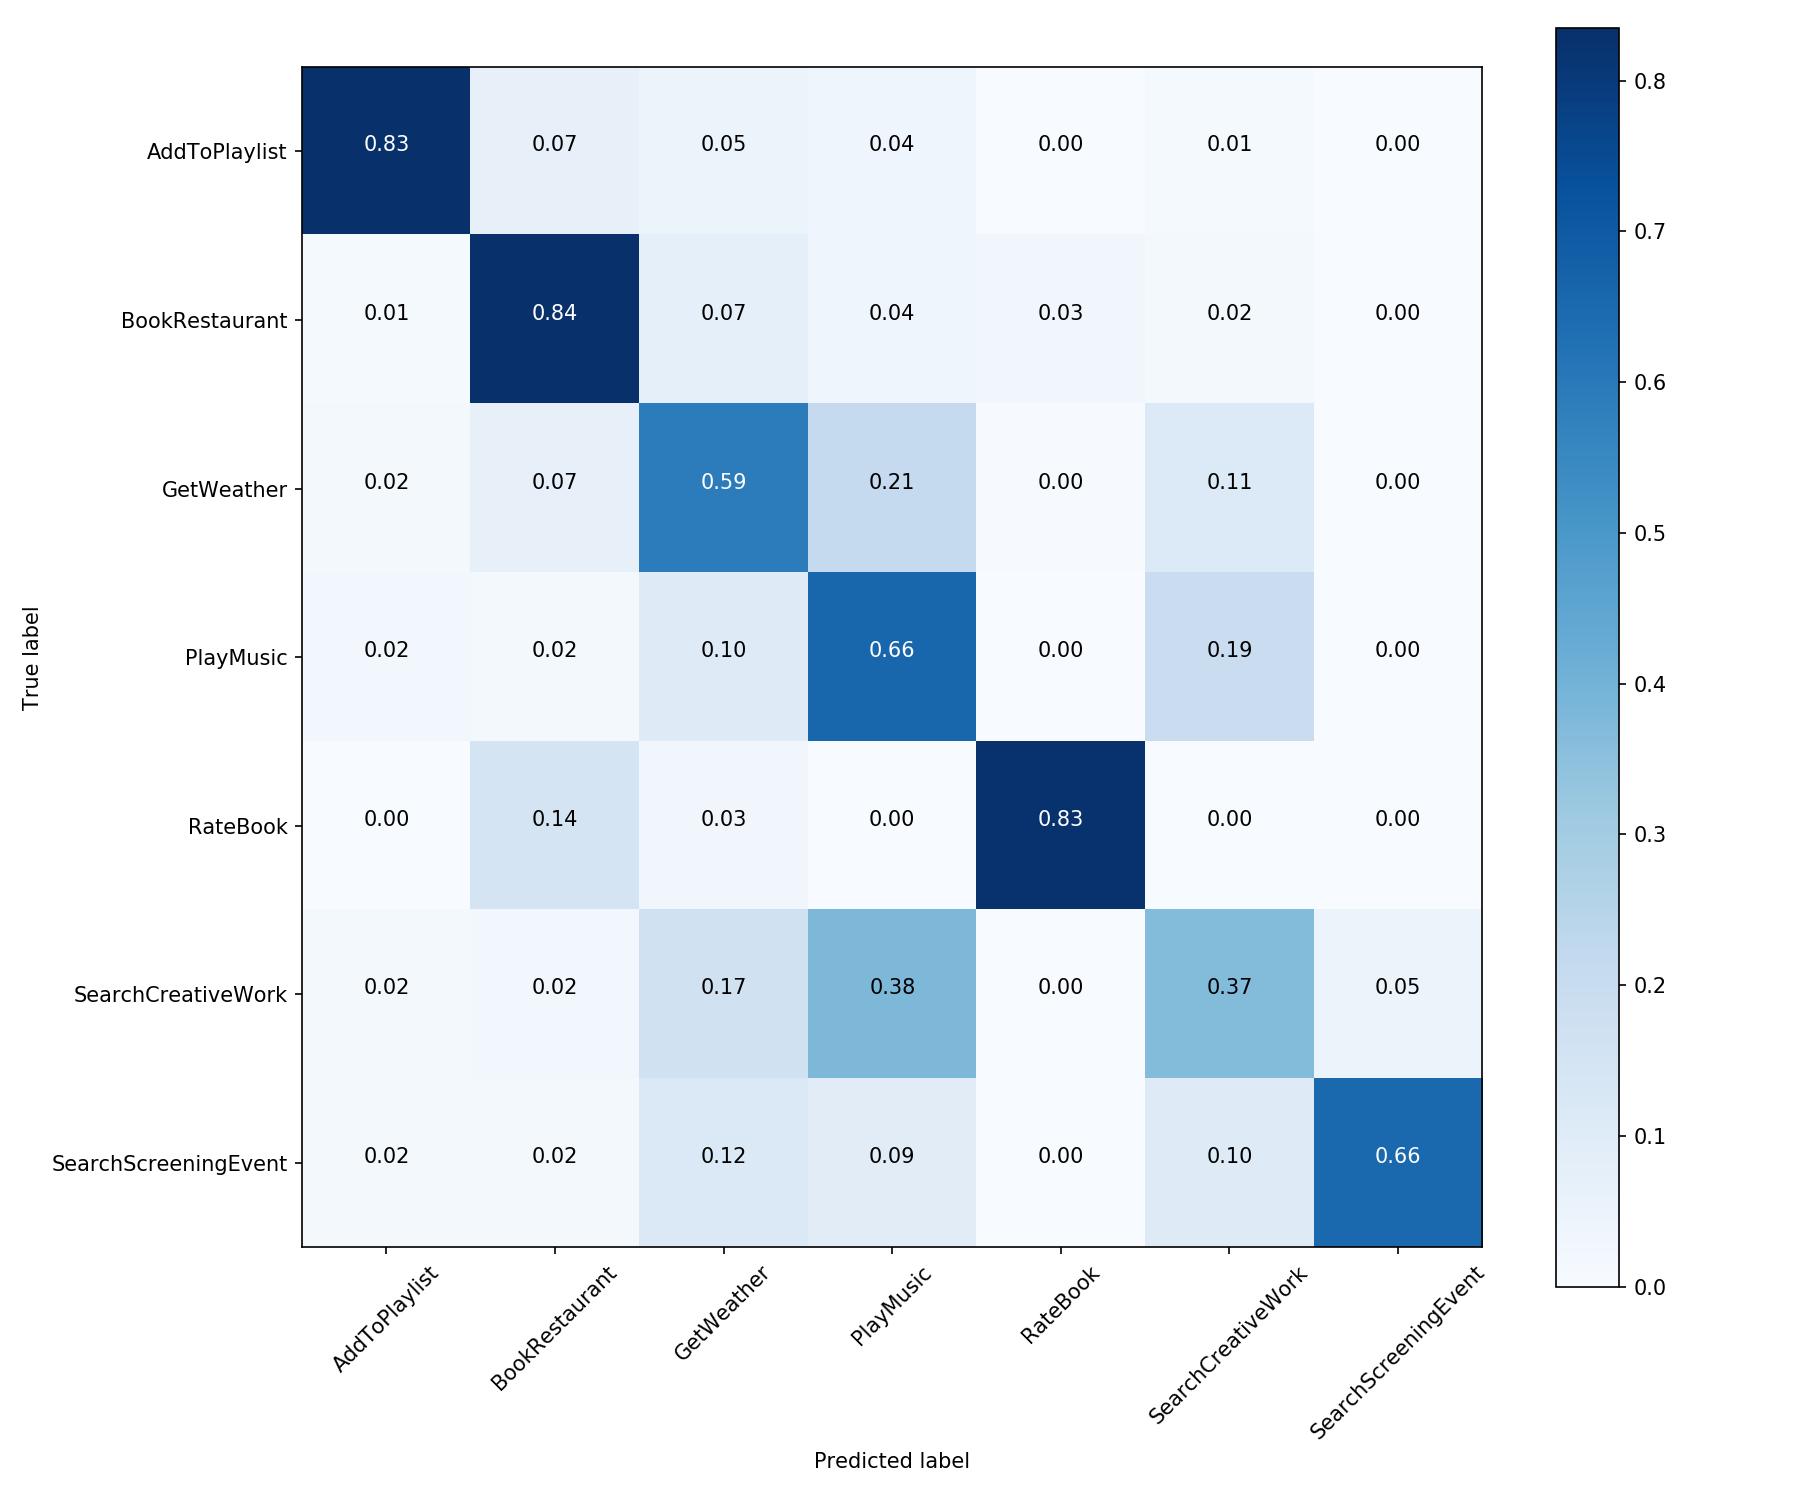 AddToPlaylist 0.83 0.07 0.05 0.04 0.00 0.01 0.00
BookRestaurant 0.01 0.84 0.07 0.04 0.03 0.02 0.00
GetWeather 0.02 0.07 0.59 0.21 0.00 0.11 0.00
PlayMusic 0.02 0.02 0.10 0.66 0.00 0.19 0.00
RateBook 0.00 0.14 0.03 0.00 0.83 0.00 0.00
SearchCreativeWork 0.02 0.02 0.17 0.38 0.00 0.37 0.05
SearchScreeningEvent 0.02 0.02 0.12 0.09 0.00 0.10 0.66
True label
AddToPlaylist
BookRestaurant
GetWeather
PlayMusic
RateBook
SearchCreativeWork
SearchScreeningEvent
Predicted label
0.8
0.7
0.6
0.5
0.4
0.3
0.2
0.1
0.0